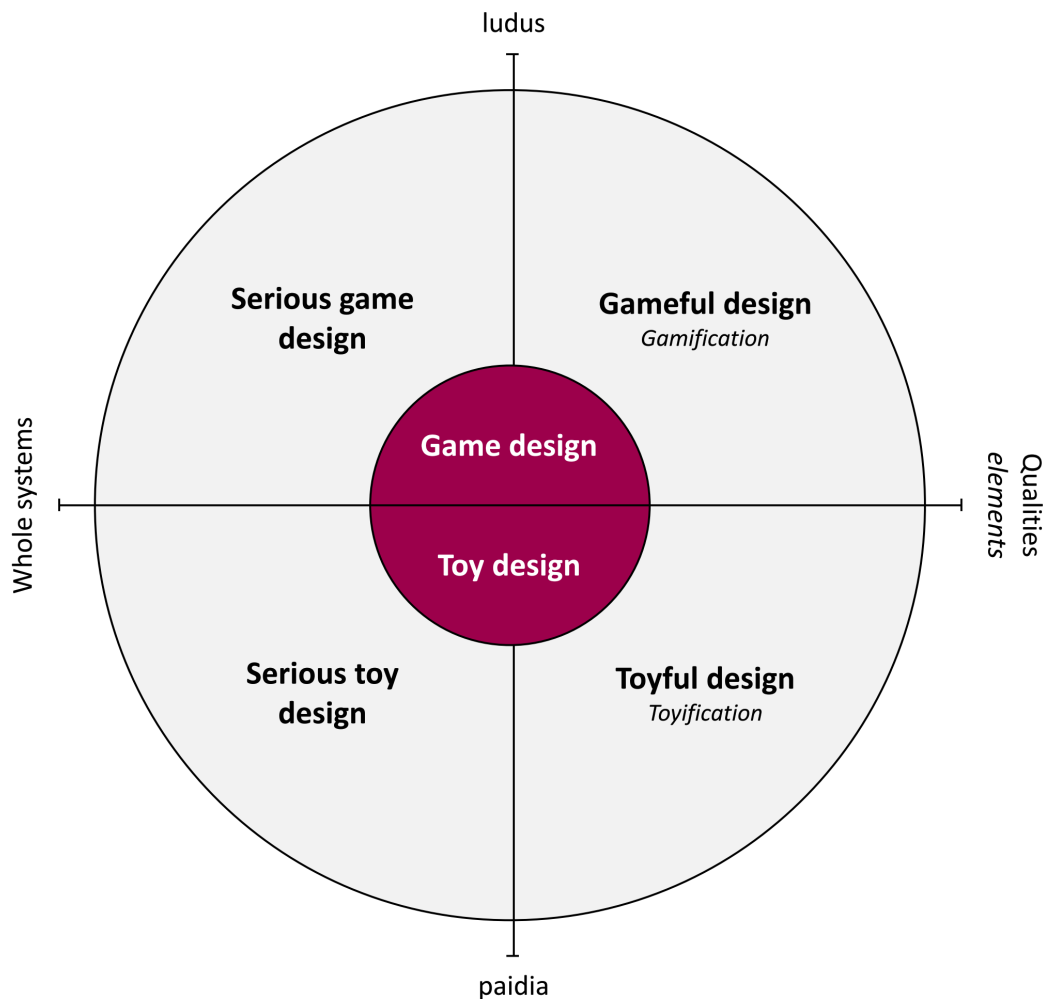 ludus
Serious game
design
Gameful design
Gamification
Game design
Whole systems
Qualities
elements
Toy design
Serious toy
design
Toyful design
Toyification
paidia